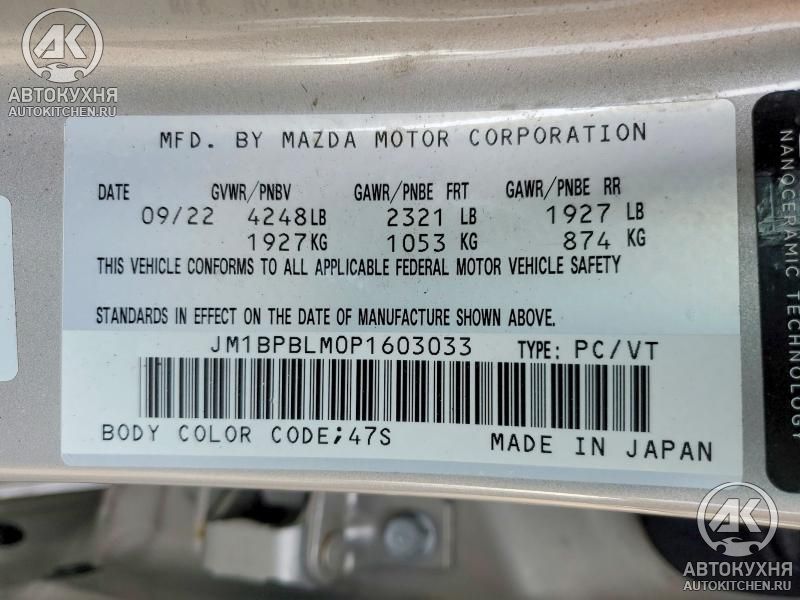 AK
АВТОКУХНЯ
AUTOKITCHEN.RU
MFD. BY MAZDA MOTOR CORPORATION
DATE GVWR/PNBV GAWR/PNBE FRT GAWR/PNBE RR
09/22 4248LB 2321 LB 1927 LB
1927KG 1053 KG 874 KG
THIS VEHICLE CONFORMS TO ALL APPLICABLE FEDERAL MOTOR VEHICLE SAFETY
STANDARDS IN EFFECT ON THE DATE OF MANUFACTURE SHOWN ABOVE.
JM1BPBLM0P1603033 TYPE: PC/VT
BODY COLOR CODE;47S MADE IN JAPAN
NANOCERAMIC TECHNOLOGY
AK
АВТОКУХНЯ
AUTOKITCHEN.RU